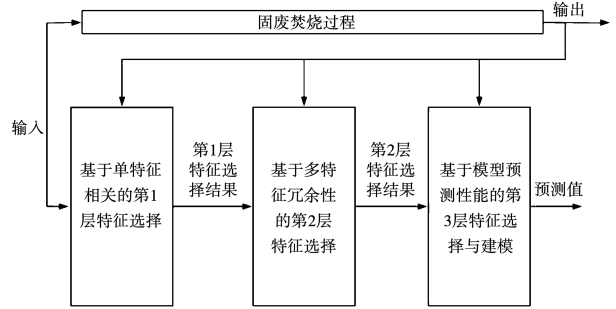 固废焚烧过程
输出
输入
基于单特征
相关的第1
层特征选择
第1层
特征选
择结果
基于多特
征冗余性
的第2层
特征选择
第2层
特征选
择结果
基于模型预
测性能的第
3层特征选
择与建模
预测值